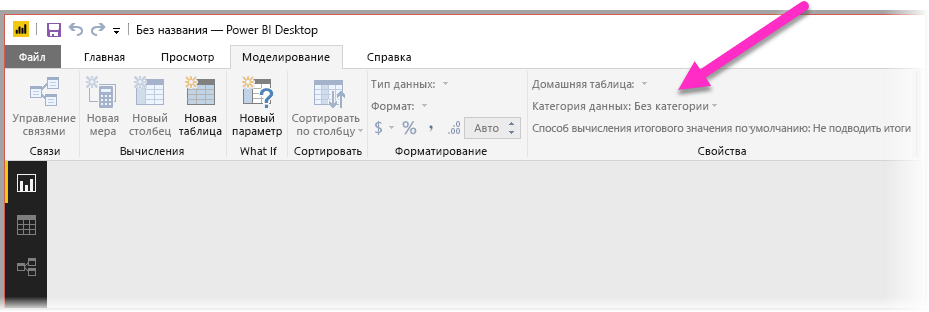 Без названия — Power BI Desktop
Файл Главная Просмотр Моделирование Справка
Управление связями
Новая мера
Новый столбец
Новая таблица
Новый параметр
Сортировать по столбцу
Тип данных:
Формат:
$ % , .00 Авто
Домашняя таблица:
Категория данных: Без категории
Способ вычисления итогового значения по умолчанию: Не подводить итоги
Связи Вычисления What If Сортировать Форматирование Свойства